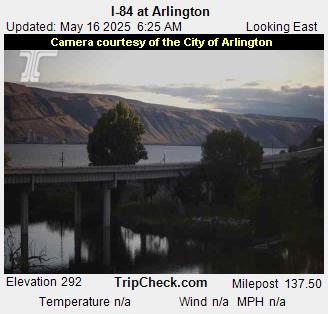 I-84 at Arlington
Updated: May 16 2025 6:25 AM Looking East
Camera courtesy of the City of Arlington
Elevation 292 TripCheck.com Milepost 137.50
Temperature n/a Wind n/a MPH n/a